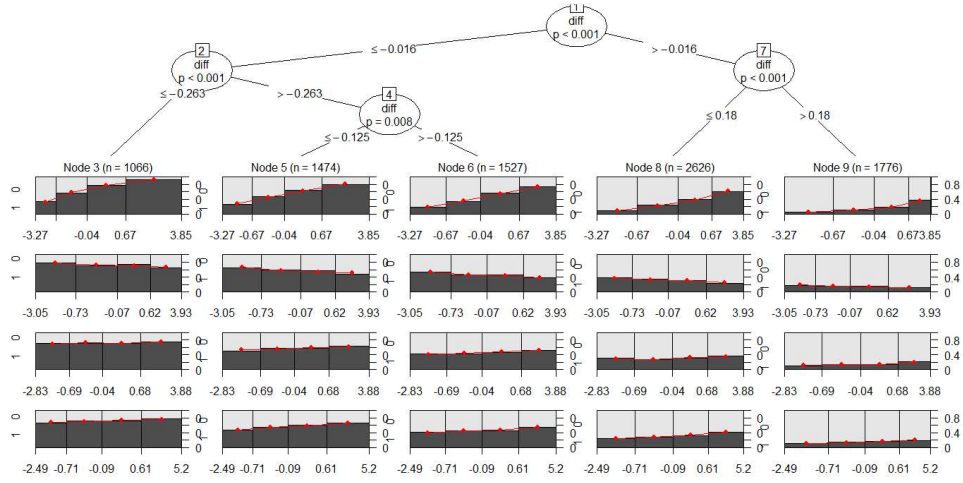 1
diff
p < 0.001
≤ −0.016
> −0.016
2
diff
p < 0.001
7
diff
p < 0.001
≤ −0.263
> −0.263
4
diff
p = 0.008
≤ 0.18
> 0.18
≤ −0.125
> −0.125
Node 3 (n = 1066) Node 5 (n = 1474) Node 6 (n = 1527) Node 8 (n = 2626) Node 9 (n = 1776)
0 1
0 0.4 0.8
-3.27 -0.04 0.67 3.85 -3.27 -0.67 -0.04 0.67 3.85 -3.27 -0.04 0.67 3.85 -3.27 -0.67 -0.04 0.67 3.85 -3.27 -0.04 0.67 3.85
0 1
0 0.4 0.8
-3.05 -0.73 -0.07 0.62 3.93 -3.05 -0.73 -0.07 0.62 3.93 -3.05 -0.73 -0.07 0.62 3.93 -3.05 -0.73 -0.07 0.62 3.93 -3.05 -0.73 -0.07 0.62 3.93
0 1
0 0.4 0.8
-2.83 -0.69 -0.04 0.68 3.88 -2.83 -0.69 -0.04 0.68 3.88 -2.83 -0.69 -0.04 0.68 3.88 -2.83 -0.69 -0.04 0.68 3.88 -2.83 -0.69 -0.04 0.68 3.88
0 1
0 0.4 0.8
-2.49 -0.71 -0.09 0.61 5.2 -2.49 -0.71 -0.09 0.61 5.2 -2.49 -0.71 -0.09 0.61 5.2 -2.49 -0.71 -0.09 0.61 5.2 -2.49 -0.71 -0.09 0.61 5.2